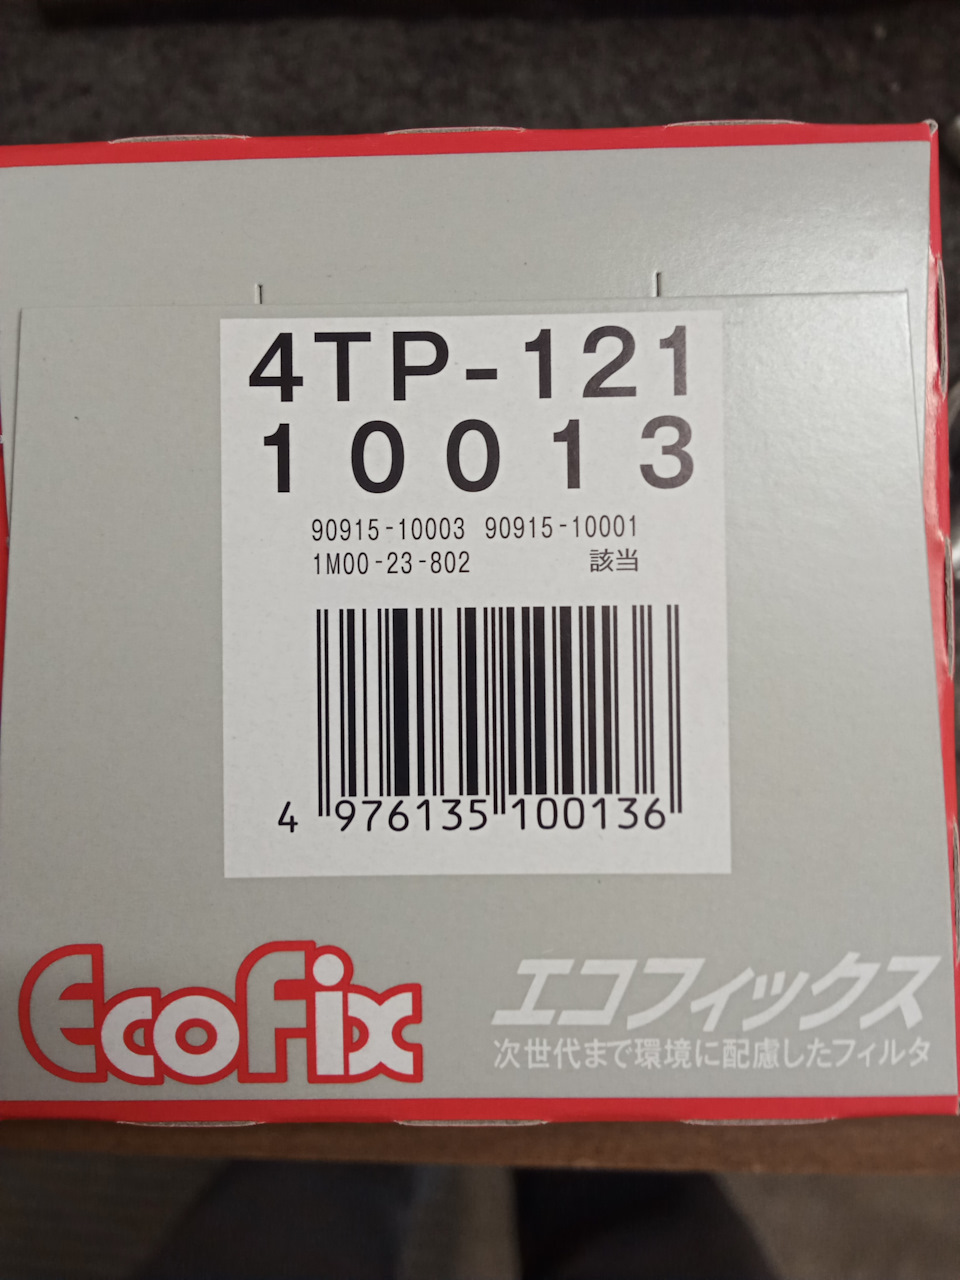 4TP-121
10013
90915-10003 90915-10001
1M00-23-802 該当
4 976135 100136
EcoFix
エコフィックス
次世代まで環境に配慮したフィルタ